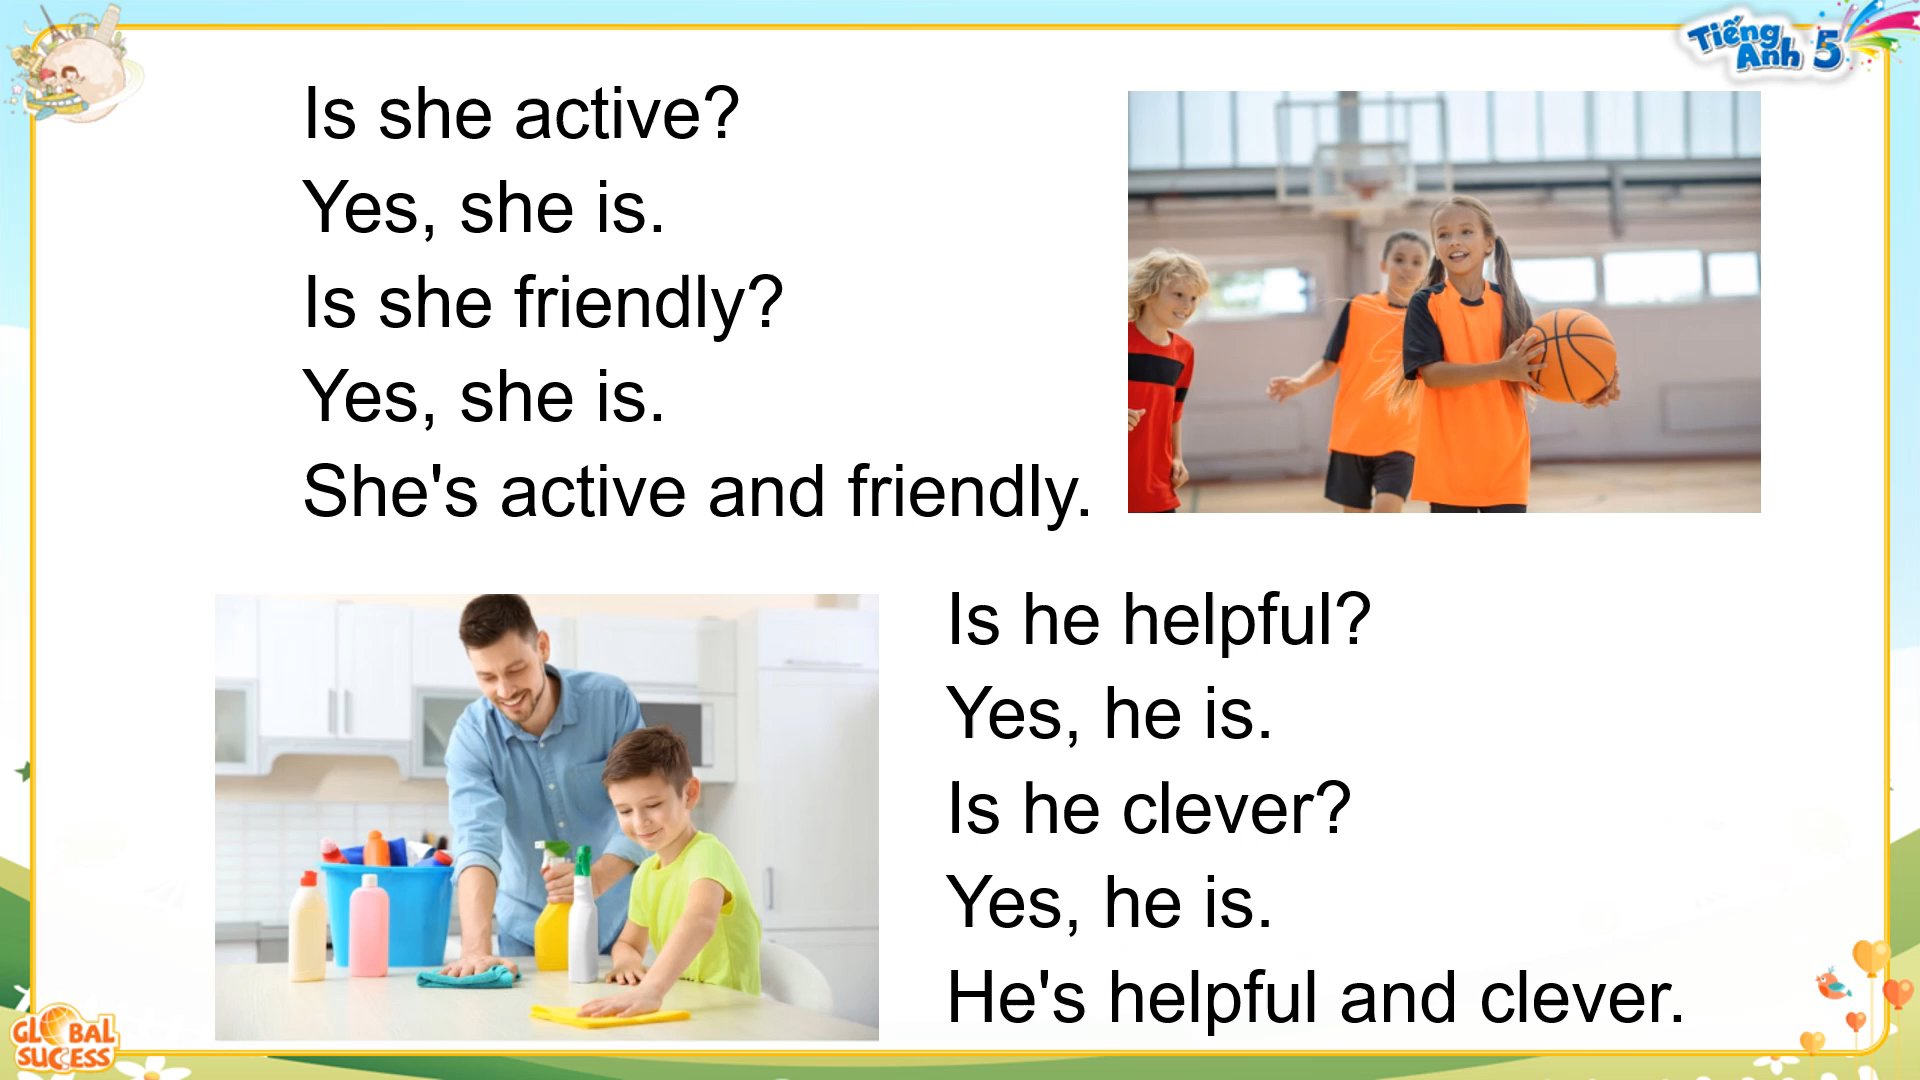 Tiếng
Anh 5
Is she active?
Yes, she is.
Is she friendly?
Yes, she is.
She's active and friendly.
Is he helpful?
Yes, he is.
Is he clever?
Yes, he is.
He's helpful and clever.
GLOBAL
SUCCESS